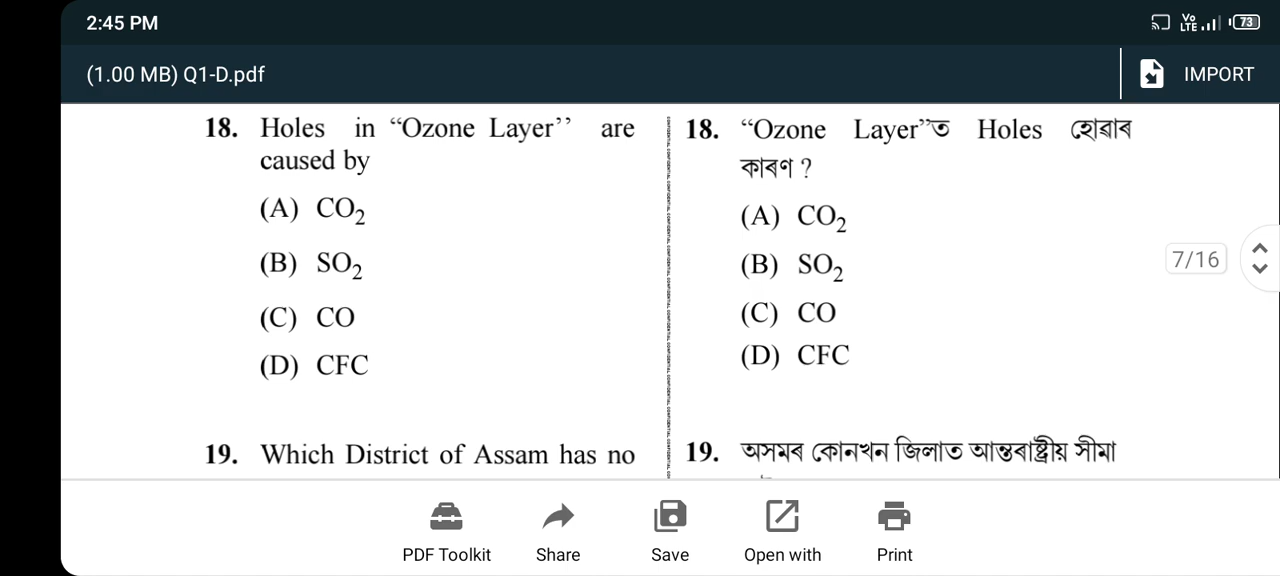 2:45 PM
Vo LTE 73
(1.00 MB) Q1-D.pdf
IMPORT
18. Holes in “Ozone Layer’’ are
caused by
(A) CO₂
(B) SO₂
(C) CO
(D) CFC
19. Which District of Assam has no
18. “Ozone Layer”ত Holes হোৱাৰ
কাৰণ ?
(A) CO₂
(B) SO₂
(C) CO
(D) CFC
19. অসমৰ কোনখন জিলাত আন্তৰাষ্ট্ৰীয় সীমা
7/16
PDF Toolkit
Share
Save
Open with
Print